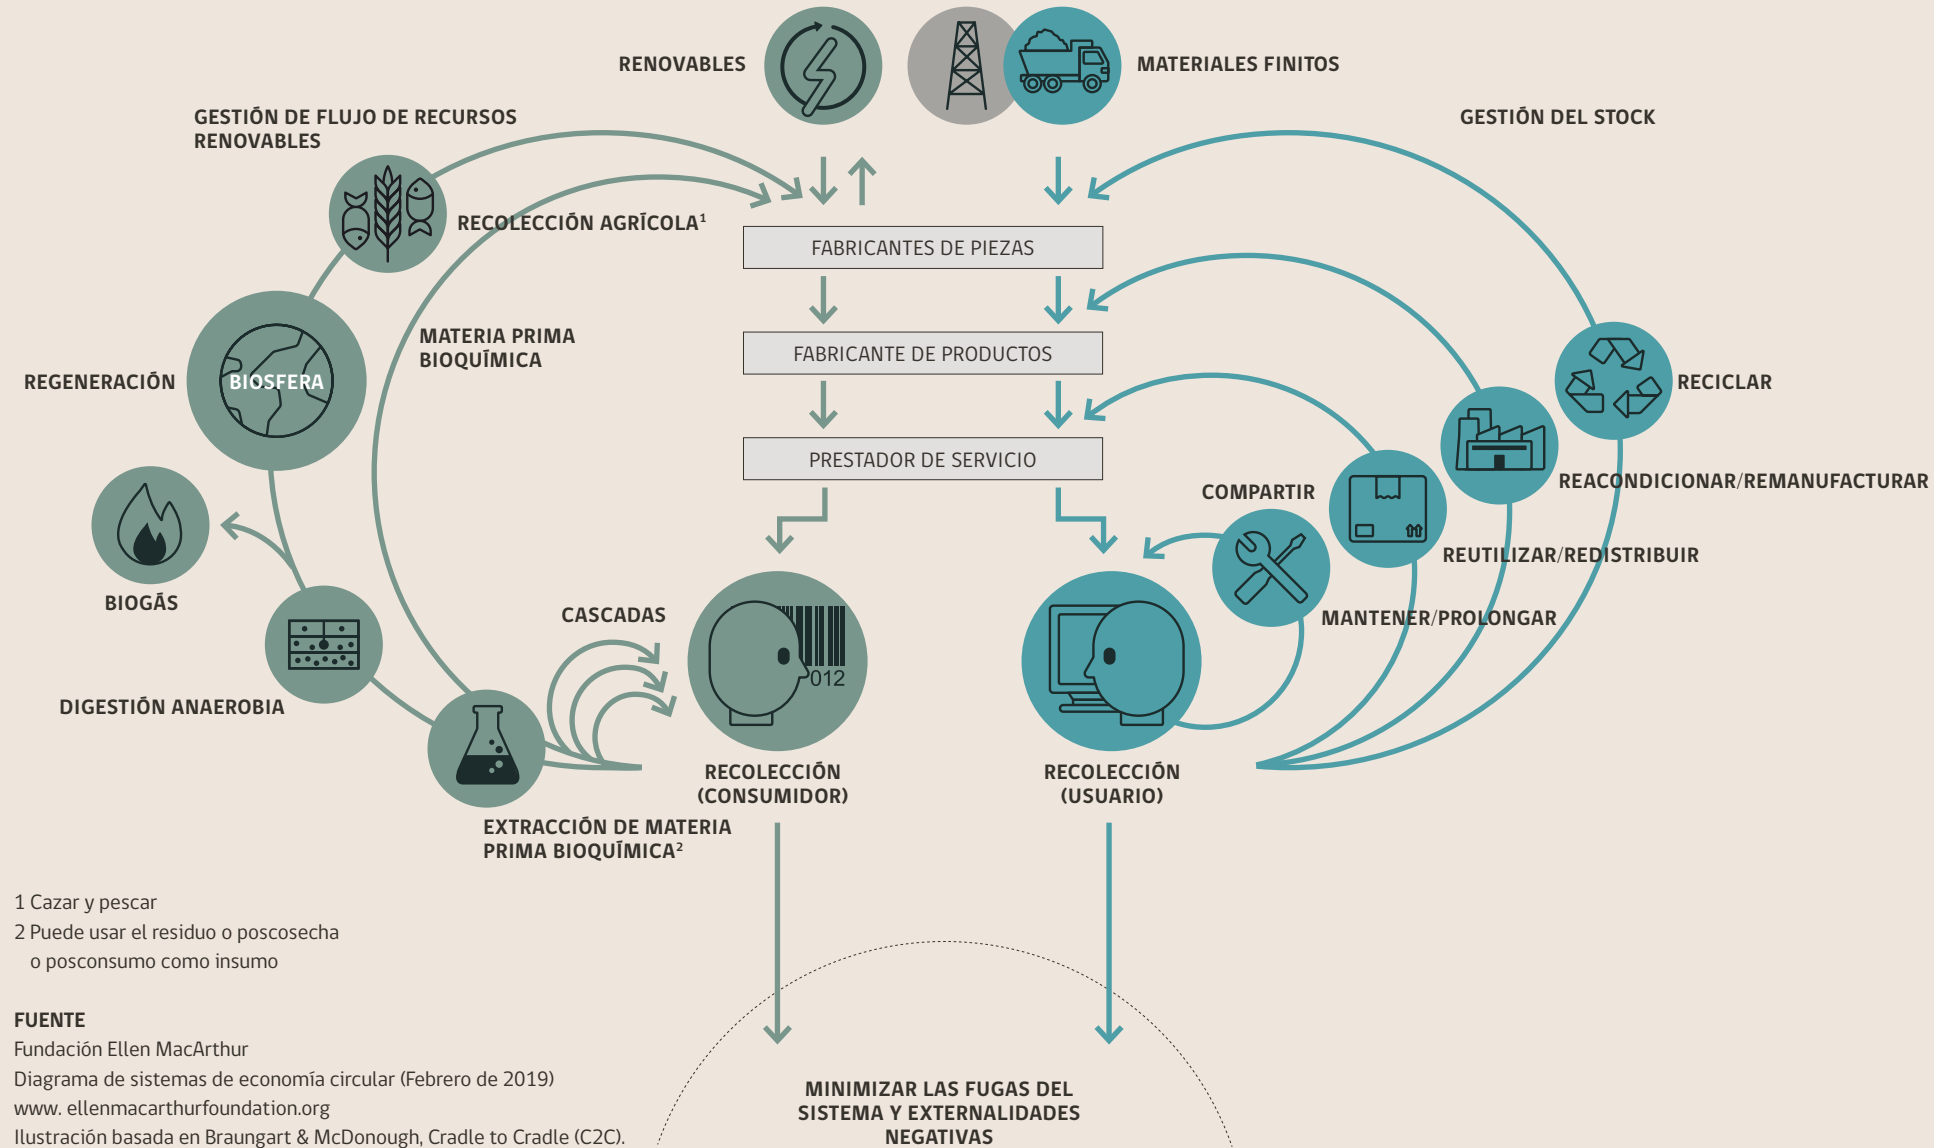 RENOVABLES
MATERIALES FINITOS
GESTIÓN DE FLUJO DE RECURSOS
RENOVABLES
GESTIÓN DEL STOCK
RECOLECCIÓN AGRÍCOLA¹
FABRICANTES DE PIEZAS
MATERIA PRIMA
BIOQUÍMICA
FABRICANTE DE PRODUCTOS
REGENERACIÓN
BIOSFERA
RECICLAR
PRESTADOR DE SERVICIO
REACONDICIONAR/REMANUFACTURAR
COMPARTIR
REUTILIZAR/REDISTRIBUIR
BIOGÁS
CASCADAS
MANTENER/PROLONGAR
012
DIGESTIÓN ANAEROBIA
RECOLECCIÓN
(CONSUMIDOR)
RECOLECCIÓN
(USUARIO)
EXTRACCIÓN DE MATERIA
PRIMA BIOQUÍMICA²
1 Cazar y pescar
2 Puede usar el residuo o poscosecha
o posconsumo como insumo
FUENTE
Fundación Ellen MacArthur
Diagrama de sistemas de economía circular (Febrero de 2019)
www. ellenmacarthurfoundation.org
Ilustración basada en Braungart & McDonough, Cradle to Cradle (C2C).
MINIMIZAR LAS FUGAS DEL
SISTEMA Y EXTERNALIDADES
NEGATIVAS